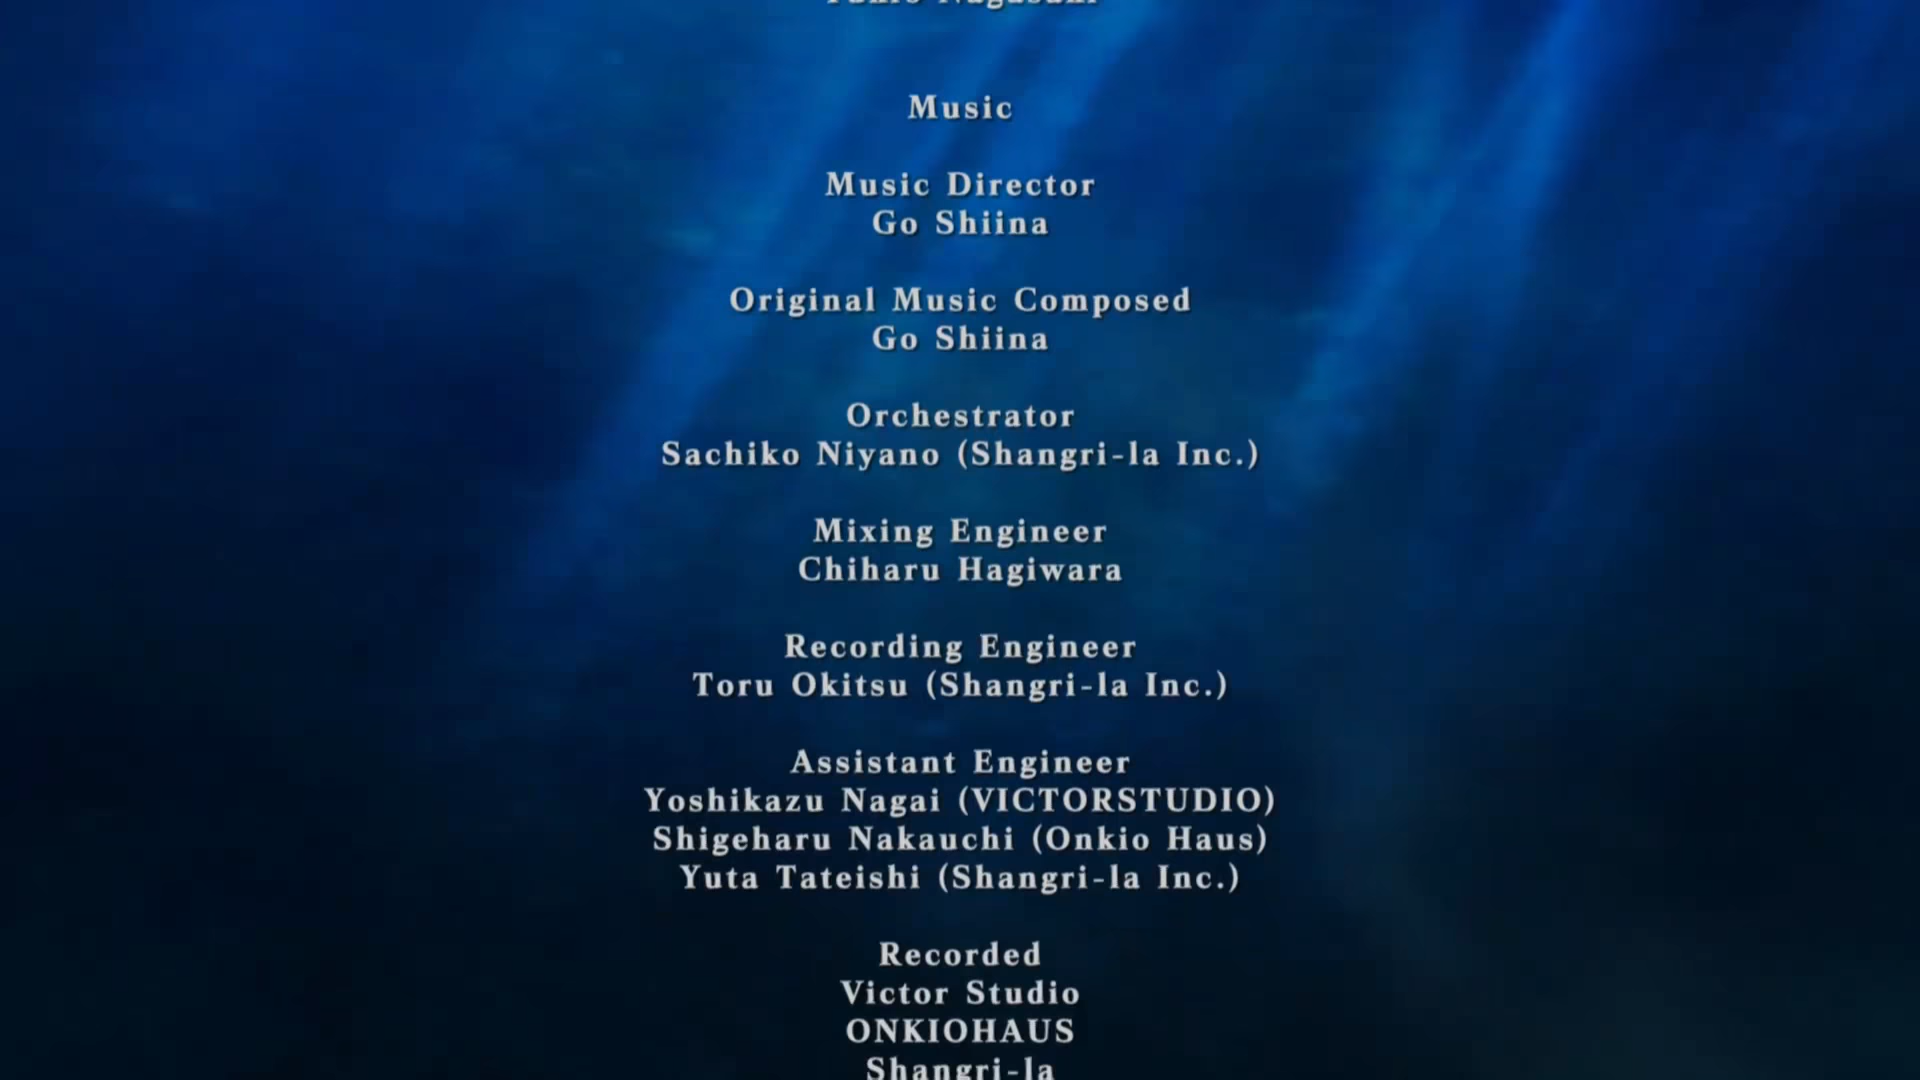 Music
Music Director
Go Shiina
Original Music Composed
Go Shiina
Orchestrator
Sachiko Niyano (Shangri-la Inc.)
Mixing Engineer
Chiharu Hagiwara
Recording Engineer
Toru Okitsu (Shangri-la Inc.)
Assistant Engineer
Yoshikazu Nagai (VICTORSTUDIO)
Shigeharu Nakauchi (Onkio Haus)
Yuta Tateishi (Shangri-la Inc.)
Recorded
Victor Studio
ONKIOHAUS
Shangri-la